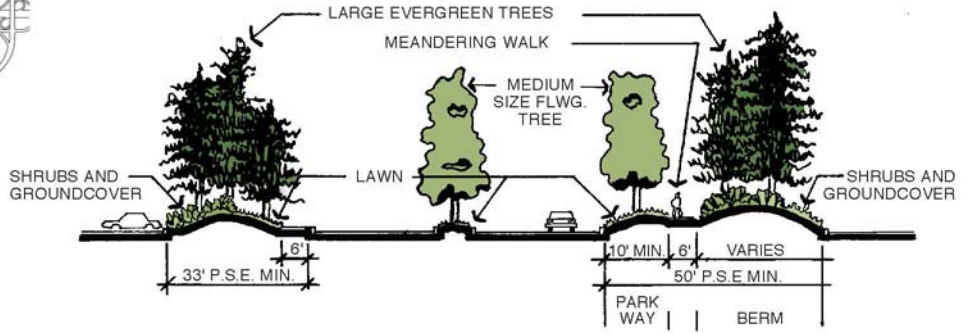 LARGE EVERGREEN TREES
MEANDERING WALK
MEDIUM
SIZE FLWG.
TREE
SHRUBS AND
GROUNDCOVER
LAWN
SHRUBS AND
GROUNDCOVER
6'
10' MIN.
6'
VARIES
33' P.S.E. MIN.
50' P.S.E MIN.
PARK
WAY
BERM